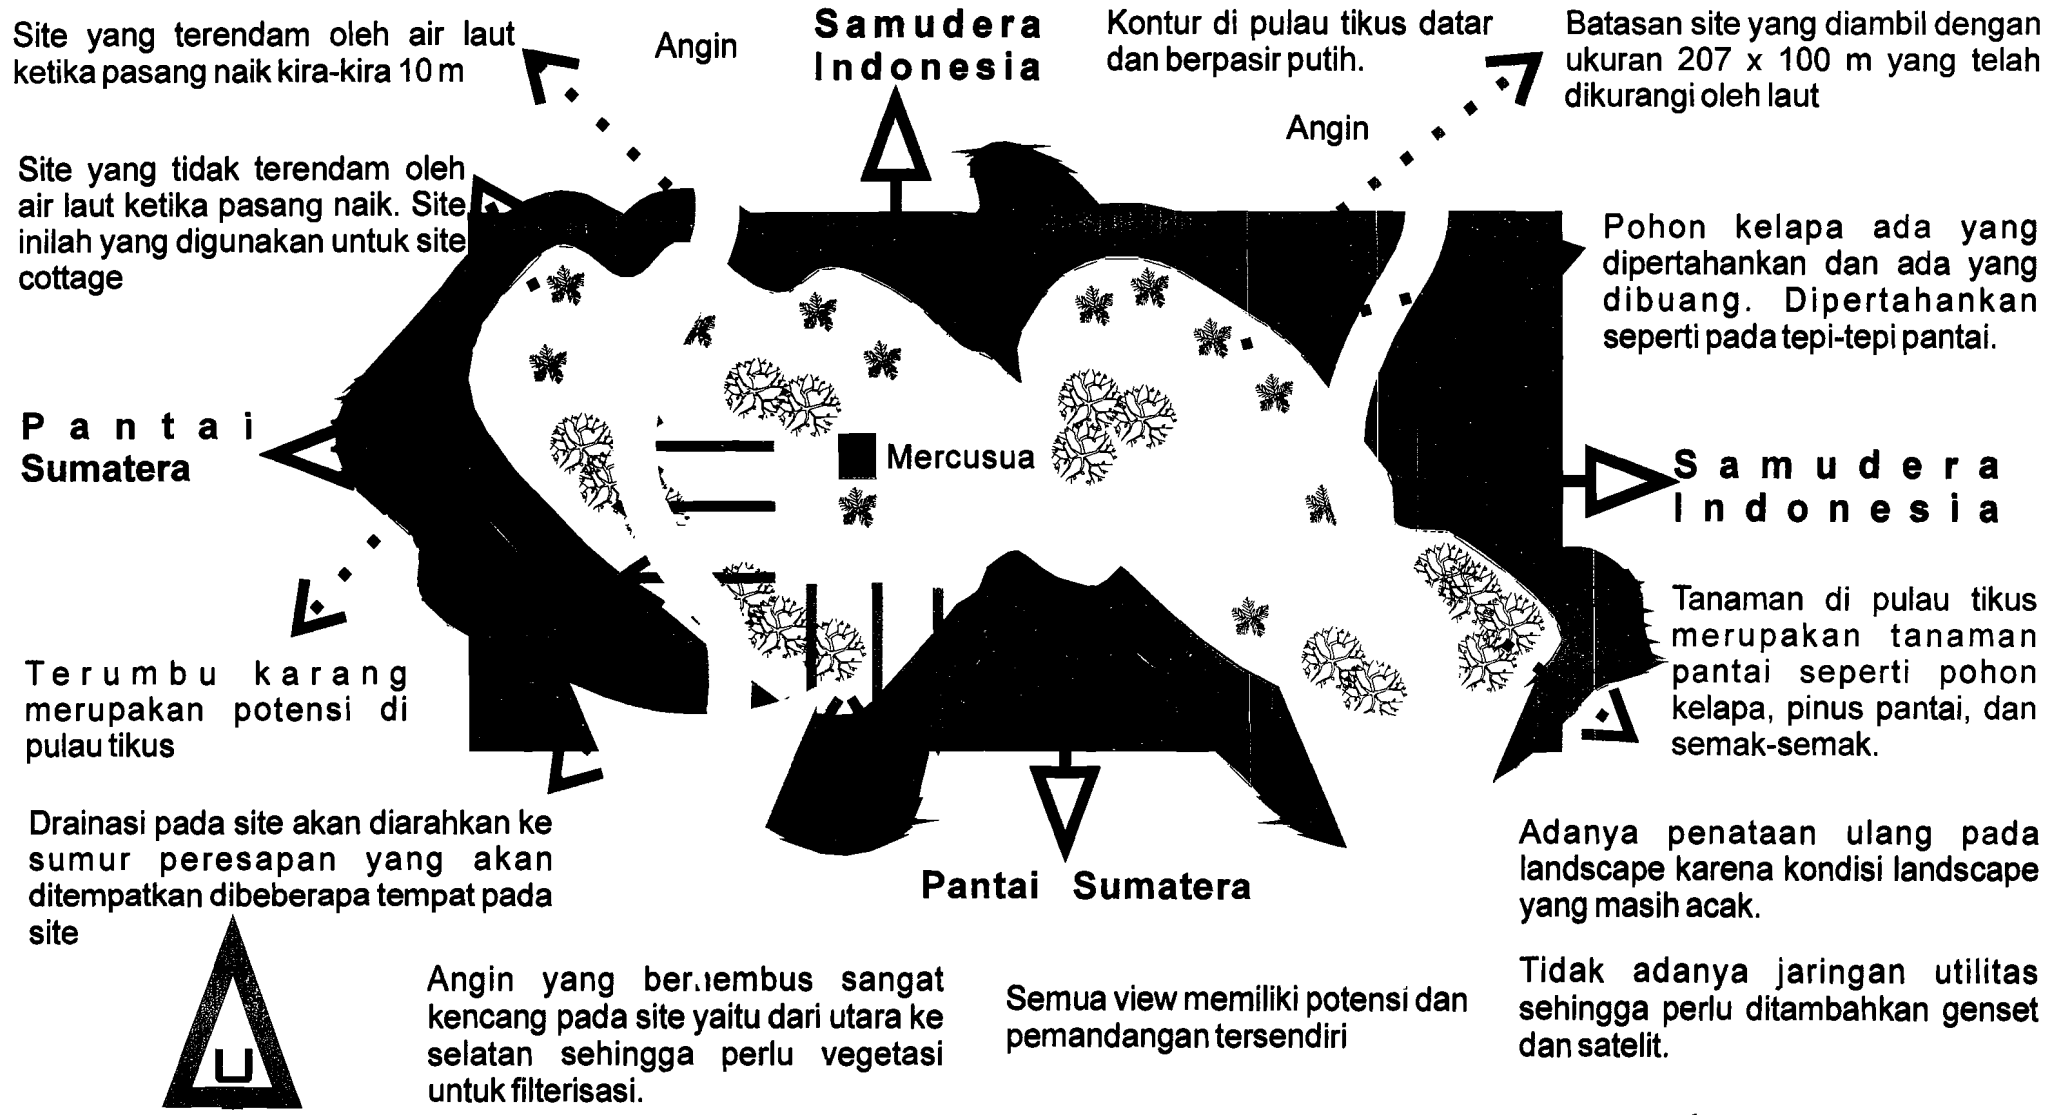 Site yang terendam oleh air laut
ketika pasang naik kira-kira 10 m
Angin
Samudera
Indonesia
Kontur di pulau tikus datar
dan berpasir putih.
Batasan site yang diambil dengan
ukuran 207 x 100 m yang telah
dikurangi oleh laut
Angin
Site yang tidak terendam oleh
air laut ketika pasang naik. Site
inilah yang digunakan untuk site
cottage
Pohon kelapa ada yang
dipertahankan dan ada yang
dibuang. Dipertahankan
seperti pada tepi-tepi pantai.
Pantai
Sumatera
Mercusua
Samudera
Indonesia
Terumbu karang
merupakan potensi di
pulau tikus
Tanaman di pulau tikus
merupakan tanaman
pantai seperti pohon
kelapa, pinus pantai, dan
semak-semak.
Drainasi pada site akan diarahkan ke
sumur peresapan yang akan
ditempatkan dibeberapa tempat pada
site
Pantai Sumatera
Adanya penataan ulang pada
landscape karena kondisi landscape
yang masih acak.
U
Angin yang berhembus sangat
kencang pada site yaitu dari utara ke
selatan sehingga perlu vegetasi
untuk filterisasi.
Semua view memiliki potensi dan
pemandangan tersendiri
Tidak adanya jaringan utilitas
sehingga perlu ditambahkan genset
dan satelit.